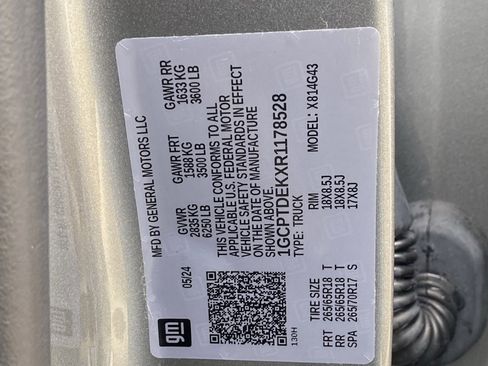 gm
MFD BY GENERAL MOTORS LLC
05/24
GVWR GAWR FRT GAWR RR
2835 KG 1588 KG 1633 KG
6250 LB 3500 LB 3600 LB
THIS VEHICLE CONFORMS TO ALL
APPLICABLE U.S. FEDERAL MOTOR
VEHICLE SAFETY STANDARDS IN EFFECT
ON THE DATE OF MANUFACTURE
SHOWN ABOVE.
1GCPTDEKXR1178528
TYPE: TRUCK MODEL: X814G43
130H
TIRE SIZE RIM
FRT 265/65R18 T 18X8.5J
RR 265/65R18 T 18X8.5J
SPA 265/70R17 S 17X8J